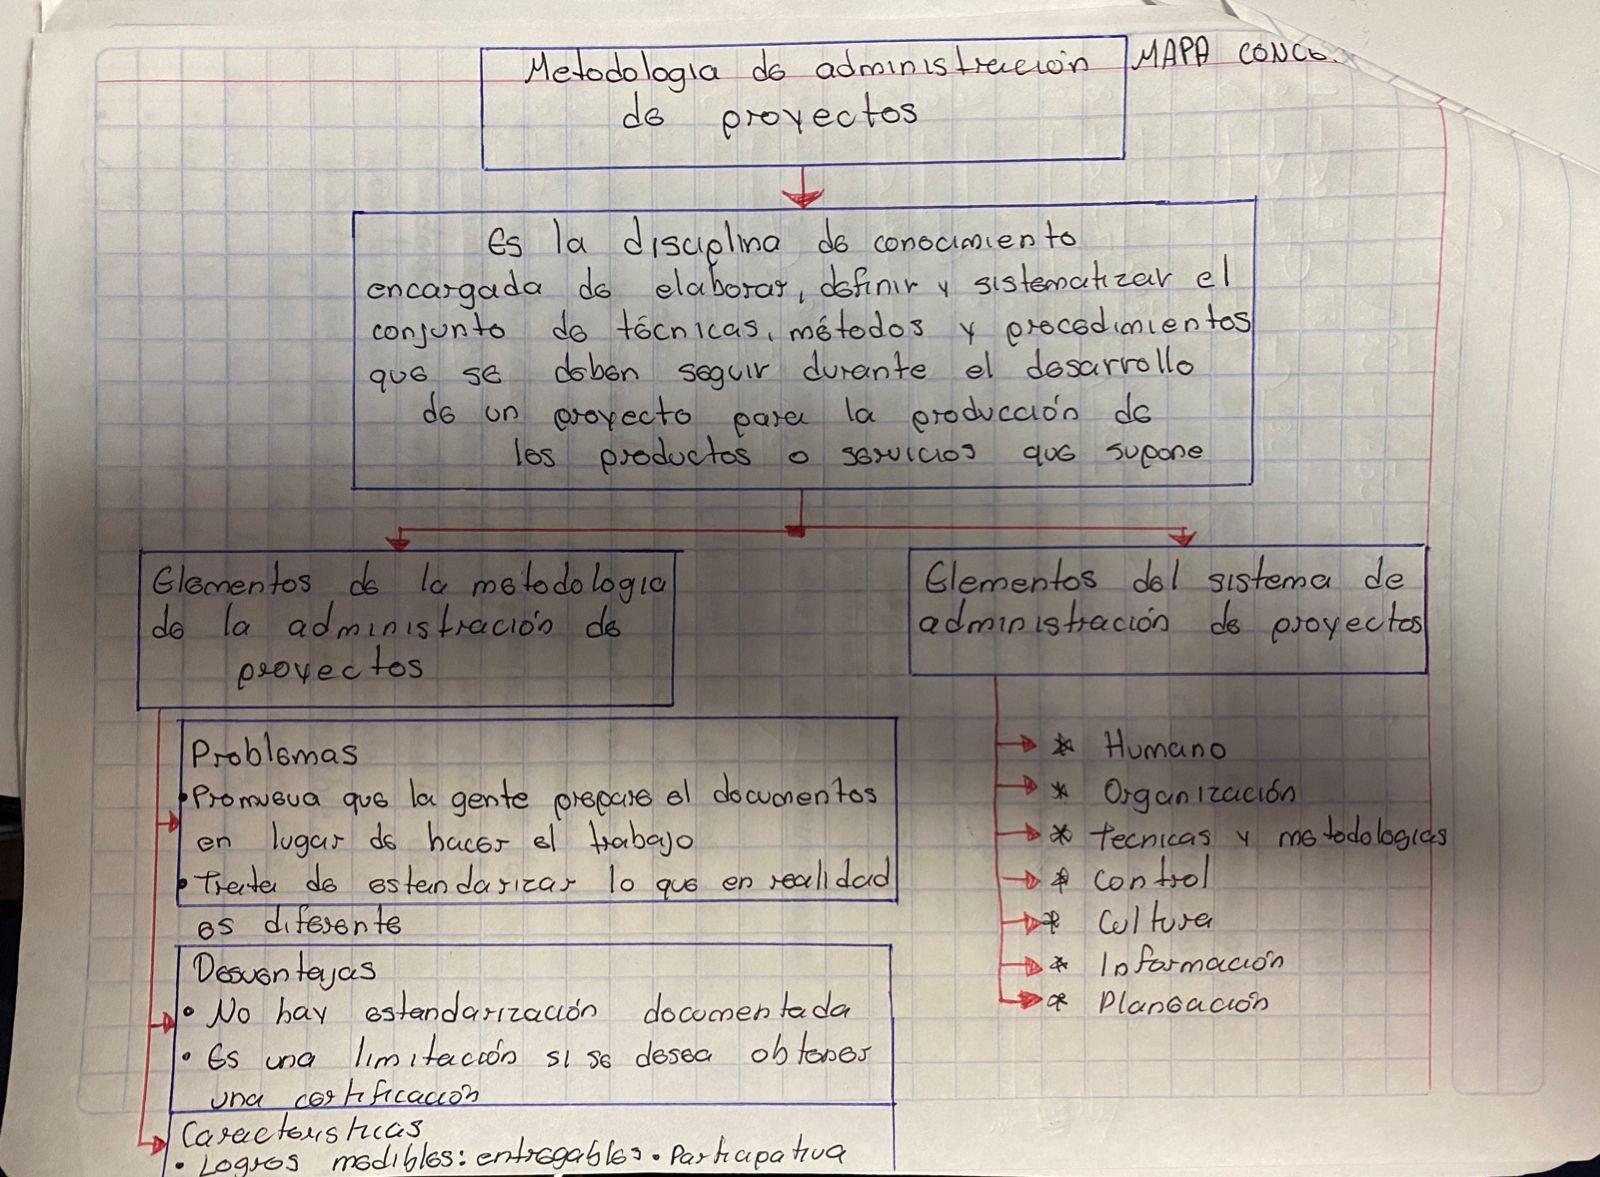 Metodologia de administración
de proyectos
MAPA CONCE.
Es la disciplina de conocimiento
encargada de elaborar, definir y sistematizar el
conjunto de técnicas, métodos y procedimientos
que se deben seguir durante el desarrollo
de un proyecto para la producción de
los productos o servicios que supone
Elementos de la metodologia
de la administración de
proyectos
Elementos del sistema de
administración de proyectos
Problemas
• Promueva que la gente prepare el documentos
en lugar de hacer el trabajo
• Trata de estandarizar lo que en realidad
es diferente
Desventajas
• No hay estandarización documentada
• Es una limitación si se desea obtener
una certificación
Caracteristicas
• Logros medibles: entregables • Participativa
* Humano
* Organización
* tecnicas y metodologias
* control
* Cultura
* Información
* Planeación